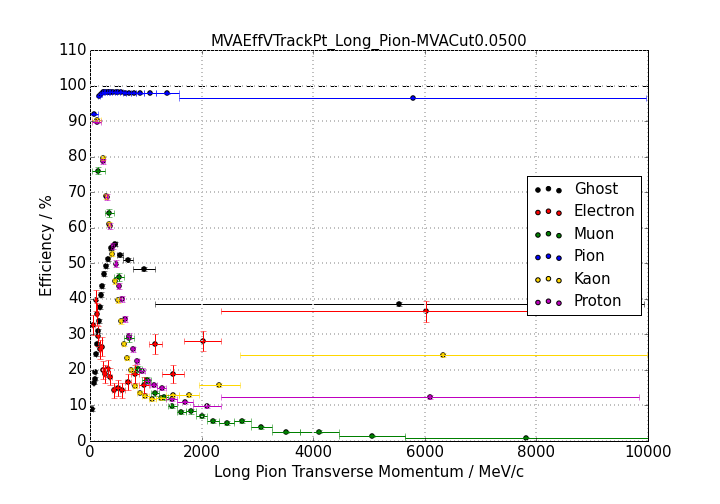 MVAEffVTrackPt_Long_Pion-MVACut0.0500
110
100
90
80
70
60
50
40
30
20
10
0
Efficiency / %
Ghost
Electron
Muon
Pion
Kaon
Proton
0 2000 4000 6000 8000 10000
Long Pion Transverse Momentum / MeV/c